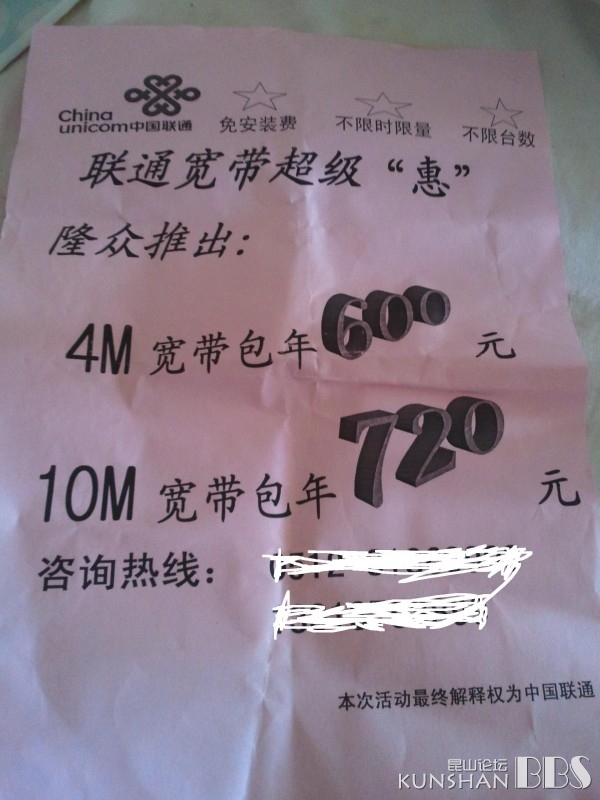 China
unicom中国联通
免安装费
不限时限量
不限台数
联通宽带超级“惠”
隆众推出：
4M 宽带包年600 元
10M 宽带包年720 元
咨询热线：
本次活动最终解释权为中国联通
昆山论坛
KUNSHAN BBS